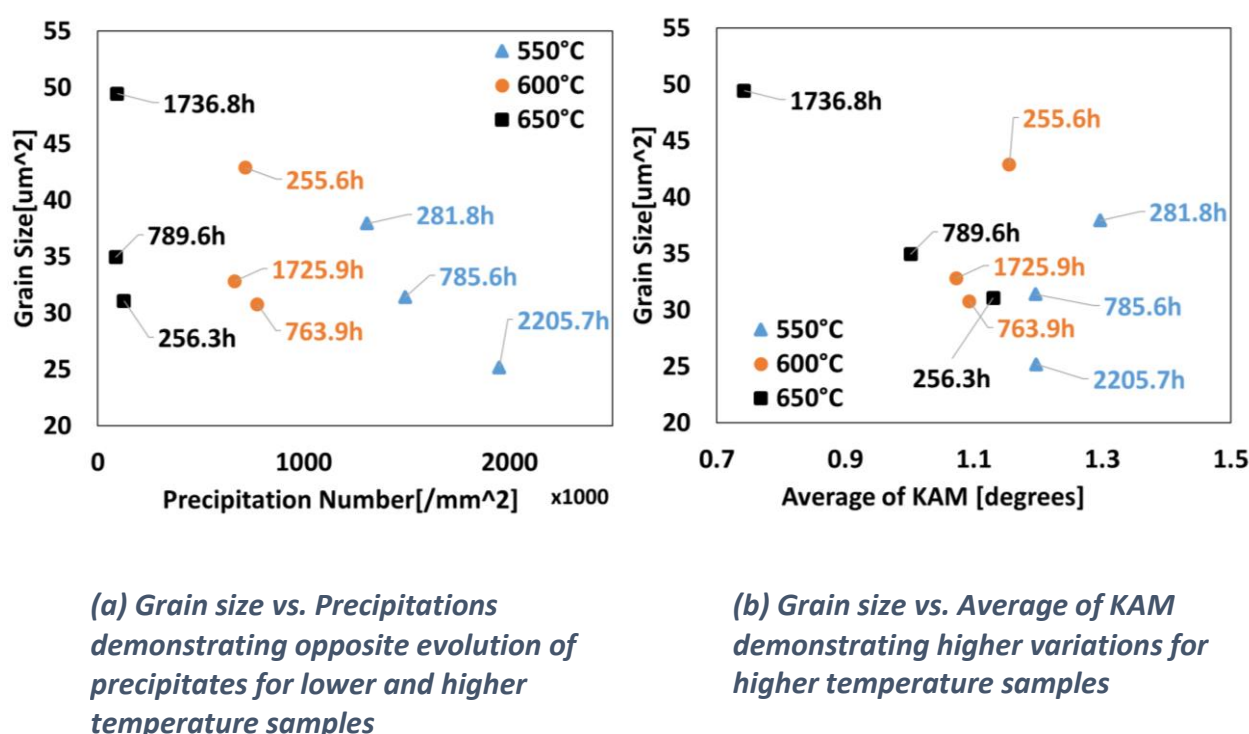 55
50
45
40
35
30
25
20
Grain Size[um^2]
550°C
600°C
650°C
1736.8h
255.6h
281.8h
789.6h
1725.9h
785.6h
2205.7h
256.3h
763.9h
0
1000
2000
Precipitation Number[/mm^2]
x1000
55
50
45
40
35
30
25
20
Grain Size[um^2]
1736.8h
255.6h
281.8h
789.6h
1725.9h
785.6h
763.9h
256.3h
2205.7h
550°C
600°C
650°C
0.7
0.9
1.1
1.3
1.5
Average of KAM [degrees]
(a) Grain size vs. Precipitations
demonstrating opposite evolution of
precipitates for lower and higher
temperature samples
(b) Grain size vs. Average of KAM
demonstrating higher variations for
higher temperature samples